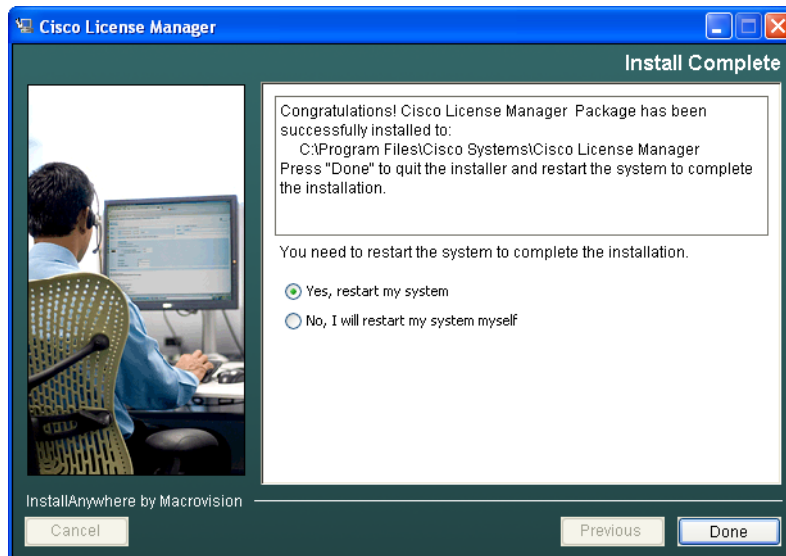 Cisco License Manager
Install Complete
Congratulations! Cisco License Manager Package has been
successfully installed to:
C:\Program Files\Cisco Systems\Cisco License Manager
Press "Done" to quit the installer and restart the system to complete
the installation.
You need to restart the system to complete the installation.
Yes, restart my system
No, I will restart my system myself
InstallAnywhere by Macrovision
Cancel
Previous
Done